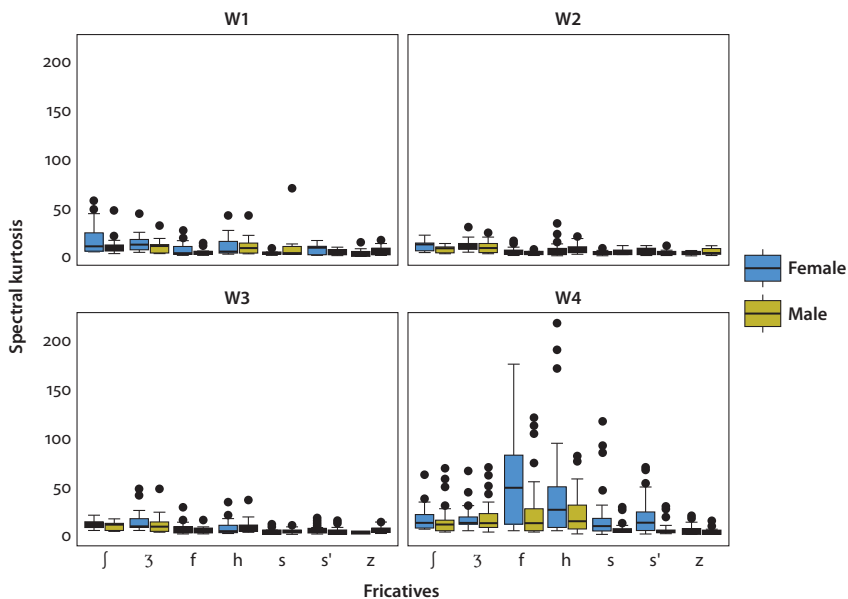 W1
W2
200
150
100
50
0
Female
Male
Spectral kurtosis
W3
W4
200
150
100
50
0
ʃ ʒ f h s s' z
ʃ ʒ f h s s' z
Fricatives